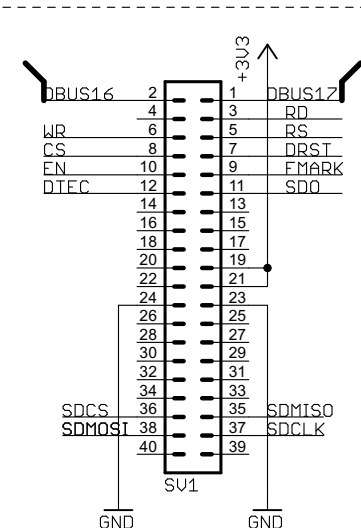 +3V3
DBUS16 2 1 DBUS17
4 3 RD
WR 6 5 RS
CS 8 7 DRST
EN 10 9 FMARK
DTEC 12 11 SDO
14 13
16 15
18 17
20 19
22 21
24 23
26 25
28 27
30 29
32 31
34 33
SDCS 36 35 SDMISO
SDMOSI 38 37 SDCLK
40 39
SV1
GND GND